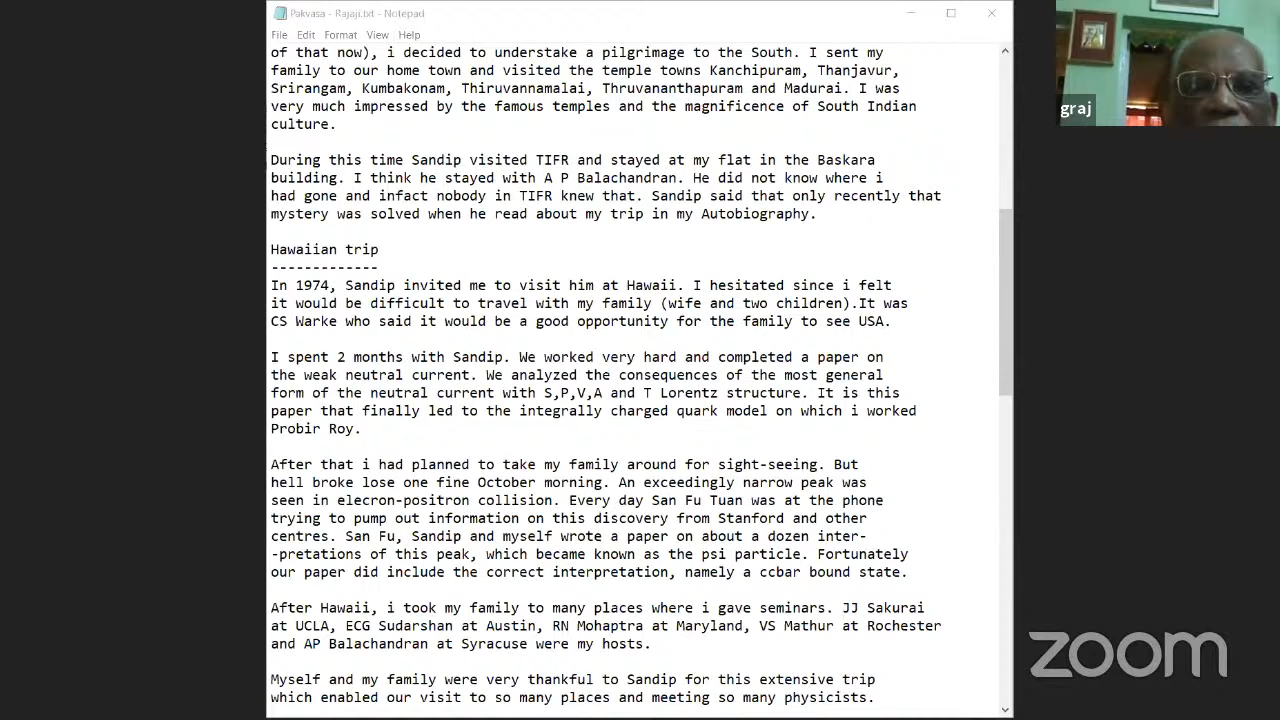 Pakvasa - Rajaji.txt - Notepad
File Edit Format View Help
of that now), i decided to understake a pilgrimage to the South. I sent my
family to our home town and visited the temple towns Kanchipuram, Thanjavur,
Srirangam, Kumbakonam, Thiruvannamalai, Thruvananthapuram and Madurai. I was
very much impressed by the famous temples and the magnificence of South Indian
culture.
During this time Sandip visited TIFR and stayed at my flat in the Baskara
building. I think he stayed with A P Balachandran. He did not know where i
had gone and infact nobody in TIFR knew that. Sandip said that only recently that
mystery was solved when he read about my trip in my Autobiography.
Hawaiian trip
-------------
In 1974, Sandip invited me to visit him at Hawaii. I hesitated since i felt
it would be difficult to travel with my family (wife and two children).It was
CS Warke who said it would be a good opportunity for the family to see USA.
I spent 2 months with Sandip. We worked very hard and completed a paper on
the weak neutral current. We analyzed the consequences of the most general
form of the neutral current with S,P,V,A and T Lorentz structure. It is this
paper that finally led to the integrally charged quark model on which i worked
Probir Roy.
After that i had planned to take my family around for sight-seeing. But
hell broke lose one fine October morning. An exceedingly narrow peak was
seen in elecron-positron collision. Every day San Fu Tuan was at the phone
trying to pump out information on this discovery from Stanford and other
centres. San Fu, Sandip and myself wrote a paper on about a dozen inter-
-pretations of this peak, which became known as the psi particle. Fortunately
our paper did include the correct interpretation, namely a ccbar bound state.
After Hawaii, i took my family to many places where i gave seminars. JJ Sakurai
at UCLA, ECG Sudarshan at Austin, RN Mohaptra at Maryland, VS Mathur at Rochester
and AP Balachandran at Syracuse were my hosts.
Myself and my family were very thankful to Sandip for this extensive trip
which enabled our visit to so many places and meeting so many physicists.
graj
zoom